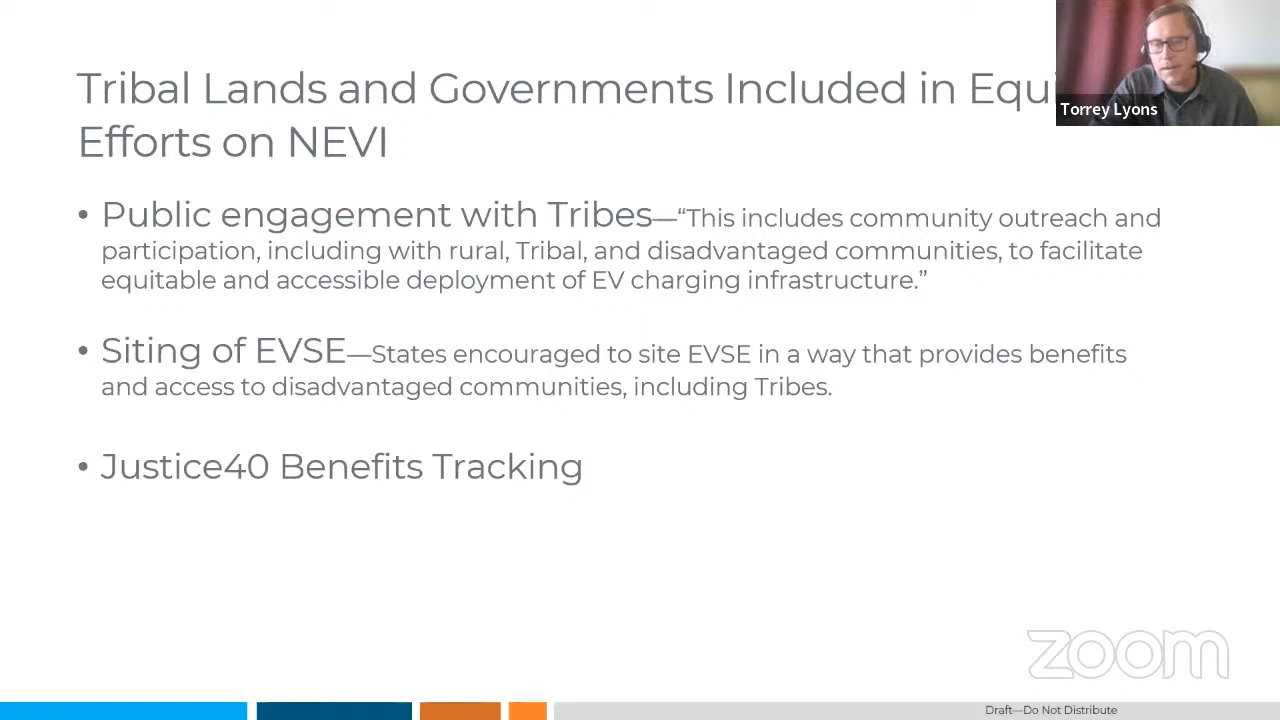 Tribal Lands and Governments Included in
Efforts on NEVI
Torrey Lyons
• Public engagement with Tribes—“This includes community outreach and
participation, including with rural, Tribal, and disadvantaged communities, to facilitate
equitable and accessible deployment of EV charging infrastructure.”
• Siting of EVSE—States encouraged to site EVSE in a way that provides benefits
and access to disadvantaged communities, including Tribes.
• Justice40 Benefits Tracking
zoom
Draft—Do Not Distribute